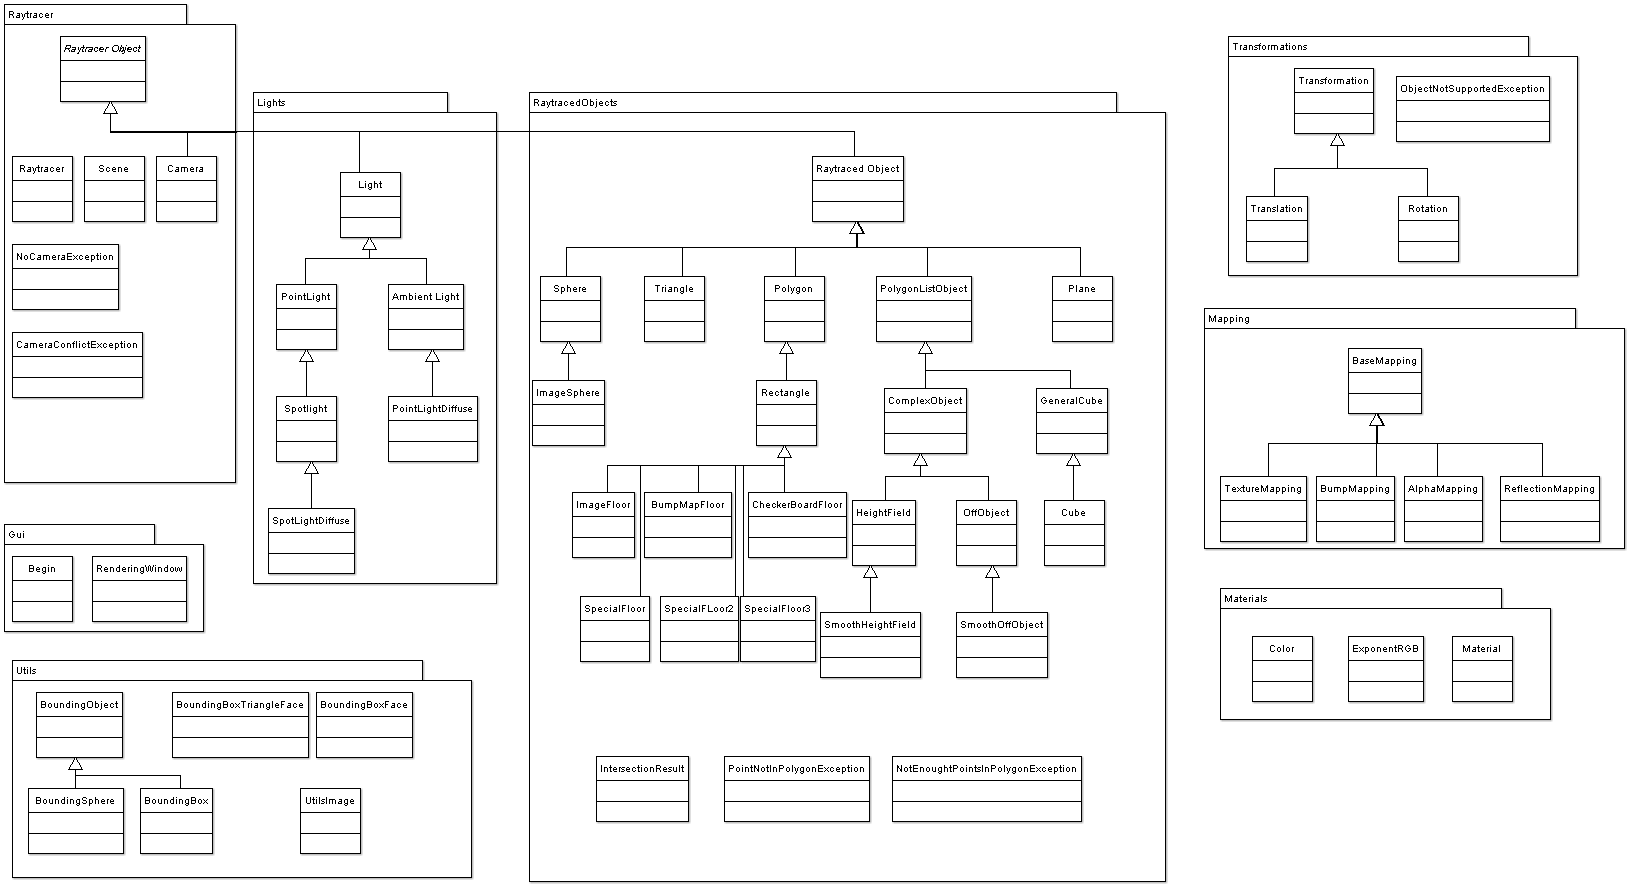 Raytracer
Raytracer Object
Raytracer
Scene
Camera
NoCameraException
CameraConflictException
Lights
Light
PointLight
Ambient Light
Spotlight
PointLightDiffuse
SpotLightDiffuse
RaytracedObjects
Raytraced Object
Sphere
Triangle
Polygon
PolygonListObject
Plane
ImageSphere
Rectangle
ComplexObject
GeneralCube
ImageFloor
BumpMapFloor
CheckerBoardFloor
HeightField
OffObject
Cube
SpecialFloor
SpecialFLoor2
SpecialFloor3
SmoothHeightField
SmoothOffObject
IntersectionResult
PointNotInPolygonException
NotEnoughtPointsInPolygonException
Transformations
Transformation
ObjectNotSupportedException
Translation
Rotation
Mapping
BaseMapping
TextureMapping
BumpMapping
AlphaMapping
ReflectionMapping
Materials
Color
ExponentRGB
Material
Gui
Begin
RenderingWindow
Utils
BoundingObject
BoundingBoxTriangleFace
BoundingBoxFace
BoundingSphere
BoundingBox
UtilsImage